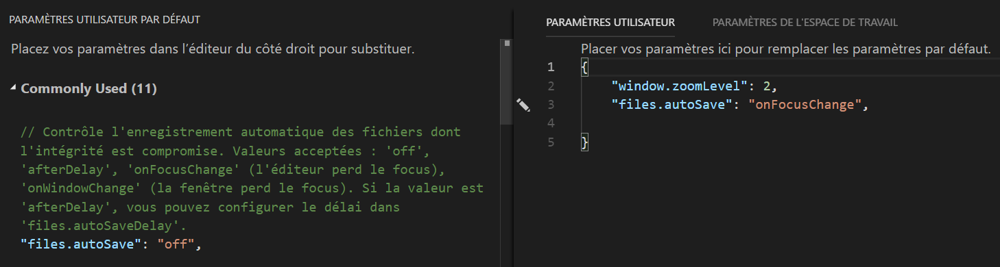 PARAMÈTRES UTILISATEUR PAR DÉFAUT
Placez vos paramètres dans l’éditeur du côté droit pour substituer.
Commonly Used (11)
// Contrôle l'enregistrement automatique des fichiers dont
l'intégrité est compromise. Valeurs acceptées : 'off',
'afterDelay', 'onFocusChange' (l'éditeur perd le focus),
'onWindowChange' (la fenêtre perd le focus). Si la valeur est
'afterDelay', vous pouvez configurer le délai dans
'files.autoSaveDelay'.
"files.autoSave": "off",
PARAMÈTRES UTILISATEUR PARAMÈTRES DE L'ESPACE DE TRAVAIL
Placer vos paramètres ici pour remplacer les paramètres par défaut.
1 {
2 "window.zoomLevel": 2,
3 "files.autoSave": "onFocusChange",
4
5 }